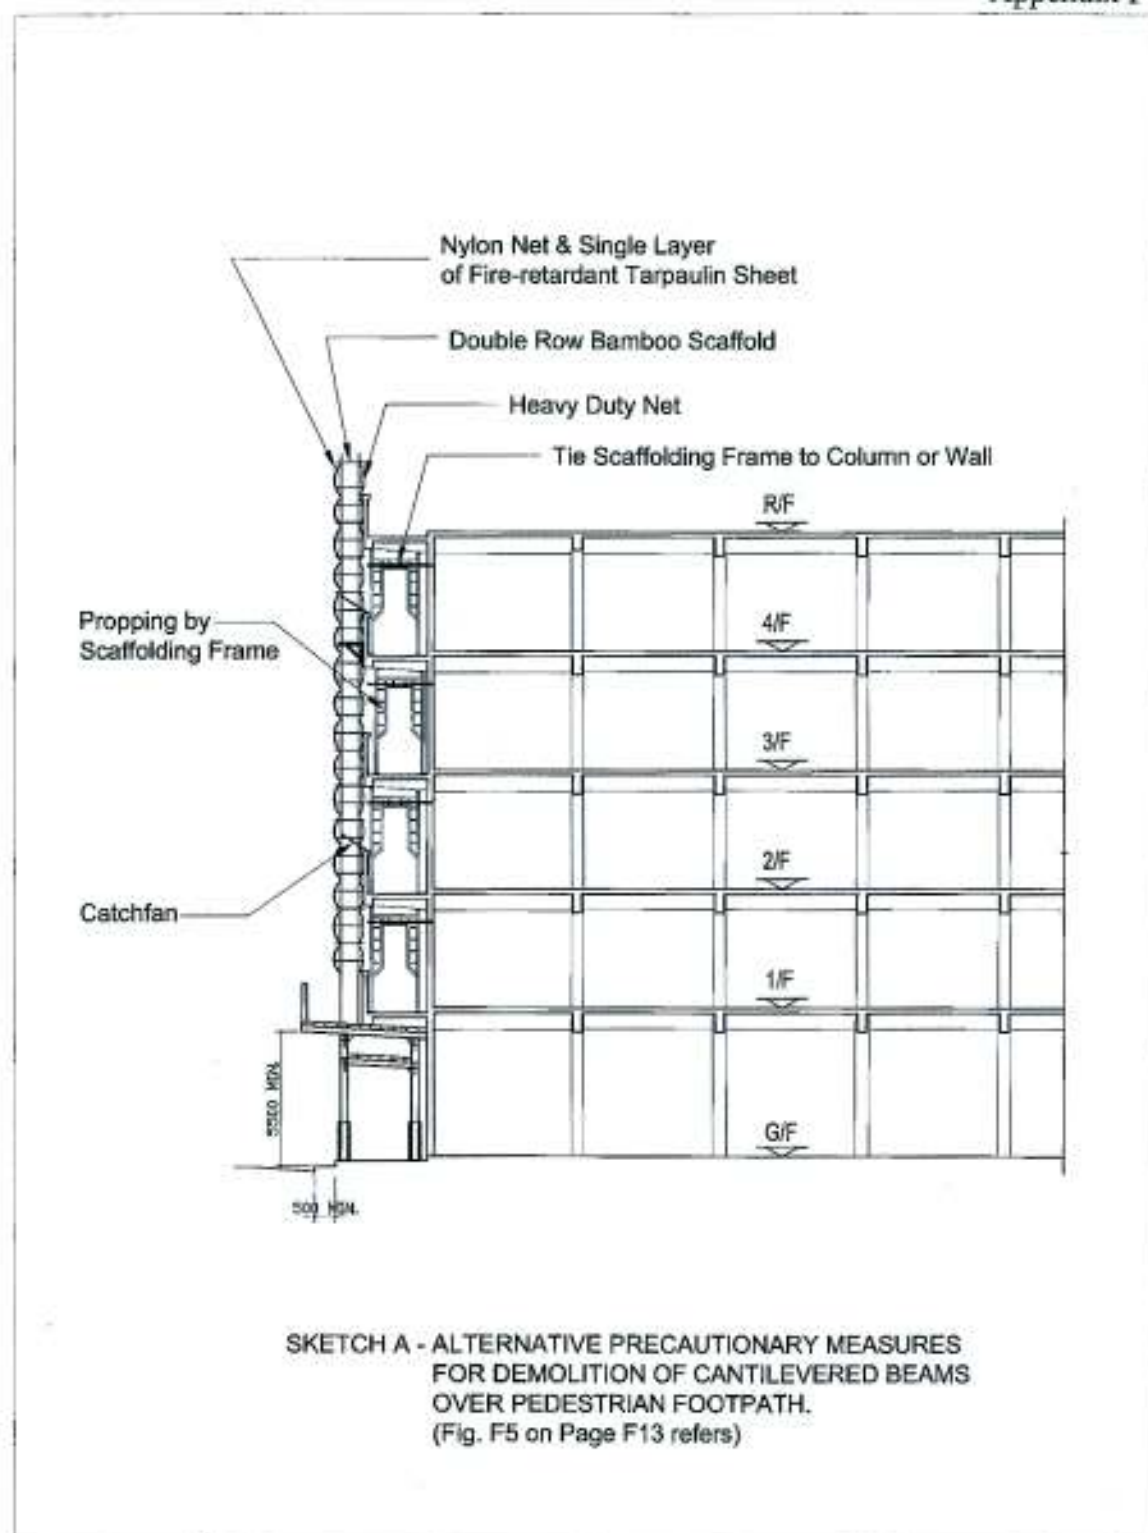 Nylon Net & Single Layer
of Fire-retardant Tarpaulin Sheet
Double Row Bamboo Scaffold
Heavy Duty Net
Tie Scaffolding Frame to Column or Wall
R/F
Propping by
Scaffolding Frame
4/F
3/F
2/F
Catchfan
1/F
G/F
500 MIN.
SKETCH A - ALTERNATIVE PRECAUTIONARY MEASURES
FOR DEMOLITION OF CANTILEVERED BEAMS
OVER PEDESTRIAN FOOTPATH.
(Fig. F5 on Page F13 refers)